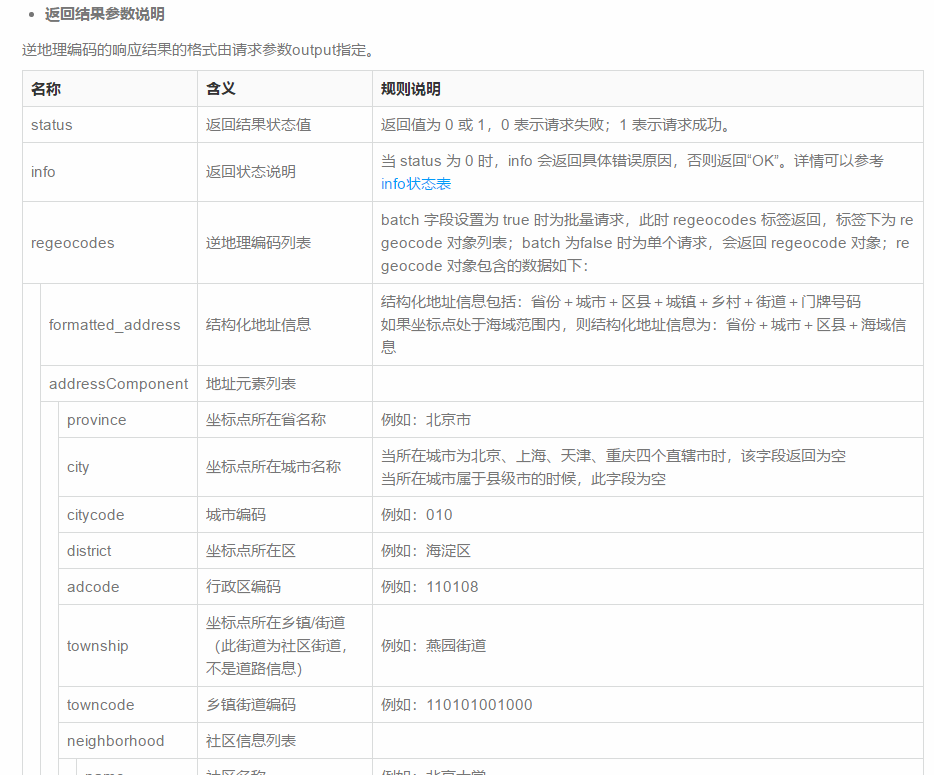 返回结果参数说明
逆地理编码的响应结果的格式由请求参数output指定。
名称 含义 规则说明
status 返回结果状态值 返回值为 0 或 1，0 表示请求失败；1 表示请求成功。
info 返回状态说明 当 status 为 0 时，info 会返回具体错误原因，否则返回“OK”。详情可以参考
info状态表
regeocodes 逆地理编码列表 batch 字段设置为 true 时为批量请求，此时 regeocodes 标签返回，标签下为 re
geocode 对象列表；batch 为false 时为单个请求，会返回 regeocode 对象；re
geocode 对象包含的数据如下：
formatted_address 结构化地址信息 结构化地址信息包括：省份＋城市＋区县＋城镇＋乡村＋街道＋门牌号码
如果坐标点处于海域范围内，则结构化地址信息为：省份＋城市＋区县＋海域信
息
addressComponent 地址元素列表
province 坐标点所在省名称 例如：北京市
city 坐标点所在城市名称 当所在城市为北京、上海、天津、重庆四个直辖市时，该字段返回为空
当所在城市属于县级市的时候，此字段为空
citycode 城市编码 例如：010
district 坐标点所在区 例如：海淀区
adcode 行政区编码 例如：110108
township 坐标点所在乡镇/街道
（此街道为社区街道，
不是道路信息） 例如：燕园街道
towncode 乡镇街道编码 例如：110101001000
neighborhood 社区信息列表
name 社区名称 例如：北京大学